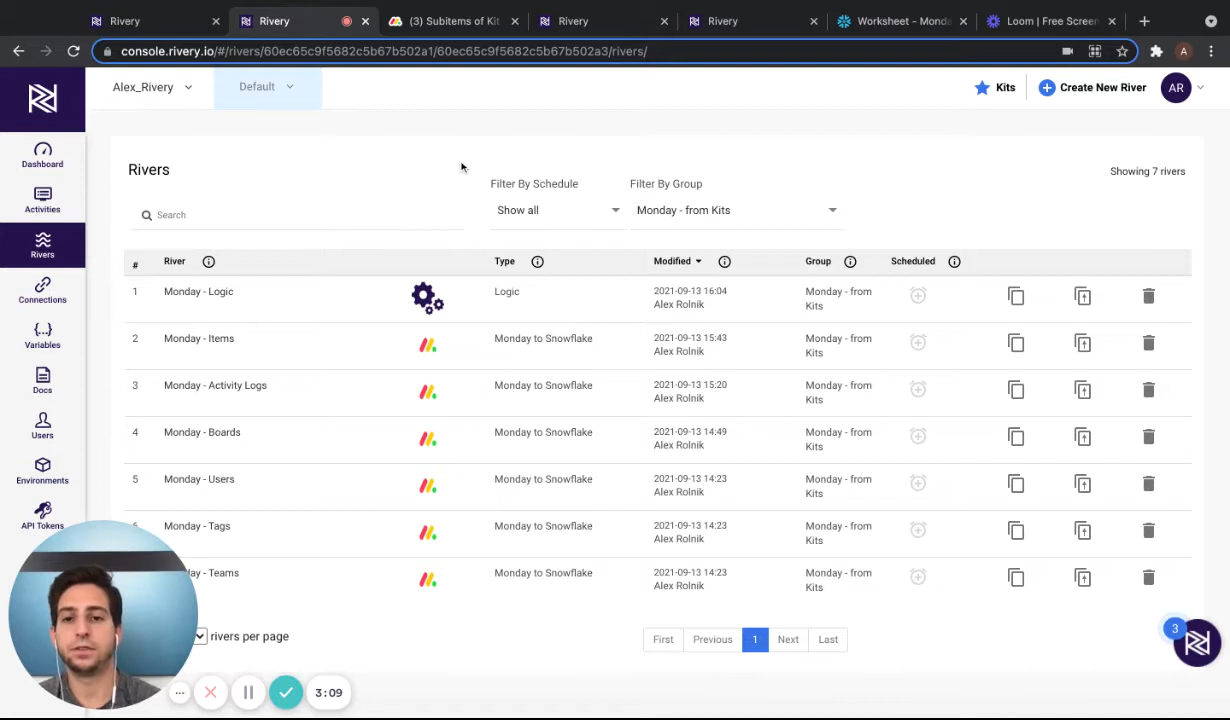 Rivery
Rivery
(3) Subitems of Kit
Rivery
Rivery
Worksheet - Monda
Loom | Free Screen
console.rivery.io/#/rivers/60ec65c9f5682c5b67b502a1/60ec65c9f5682c5b67b502a3/rivers/
A
Alex_Rivery
Default
Kits
Create New River
AR
Dashboard
Activities
Rivers
Connections
{...}
Variables
Docs
Users
Environments
API Tokens
Rivers
Showing 7 rivers
Filter By Schedule
Filter By Group
Search
Show all
Monday - from Kits
# River Type Modified Group Scheduled
1 Monday - Logic Logic 2021-09-13 16:04 Monday - from
Alex Rolnik Kits
2 Monday - Items Monday to Snowflake 2021-09-13 15:43 Monday - from
Alex Rolnik Kits
3 Monday - Activity Logs Monday to Snowflake 2021-09-13 15:20 Monday - from
Alex Rolnik Kits
4 Monday - Boards Monday to Snowflake 2021-09-13 14:49 Monday - from
Alex Rolnik Kits
5 Monday - Users Monday to Snowflake 2021-09-13 14:23 Monday - from
Alex Rolnik Kits
6 Monday - Tags Monday to Snowflake 2021-09-13 14:23 Monday - from
Alex Rolnik Kits
ay - Teams Monday to Snowflake 2021-09-13 14:23 Monday - from
Alex Rolnik Kits
rivers per page
First Previous 1 Next Last
3
3:09